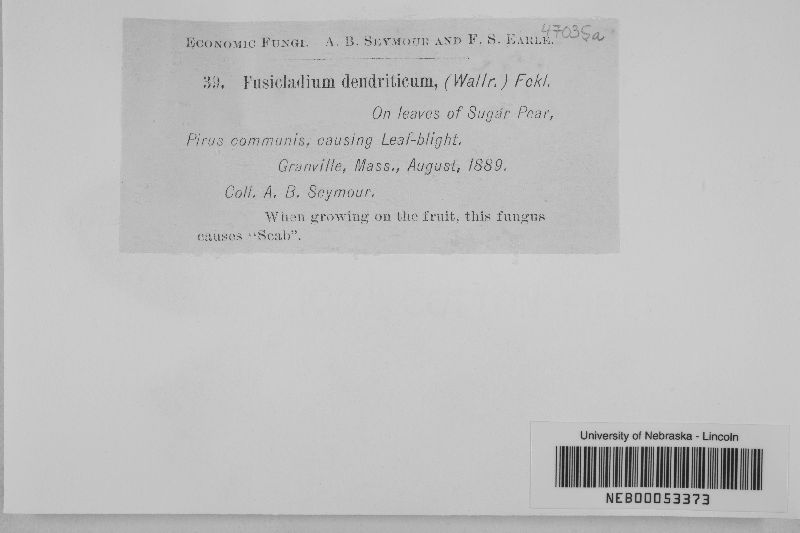 47035a
ECONOMIC FUNGI. A. B. SEYMOUR AND F. S. EARLE.
39. Fusicladium dendriticum, (Wallr.) Fckl.
On leaves of Sugar Pear,
Pirus communis, causing Leaf-blight.
Granville, Mass., August, 1889.
Coll. A. B. Seymour.
When growing on the fruit, this fungus
causes "Scab".
University of Nebraska - Lincoln
NEB00053373